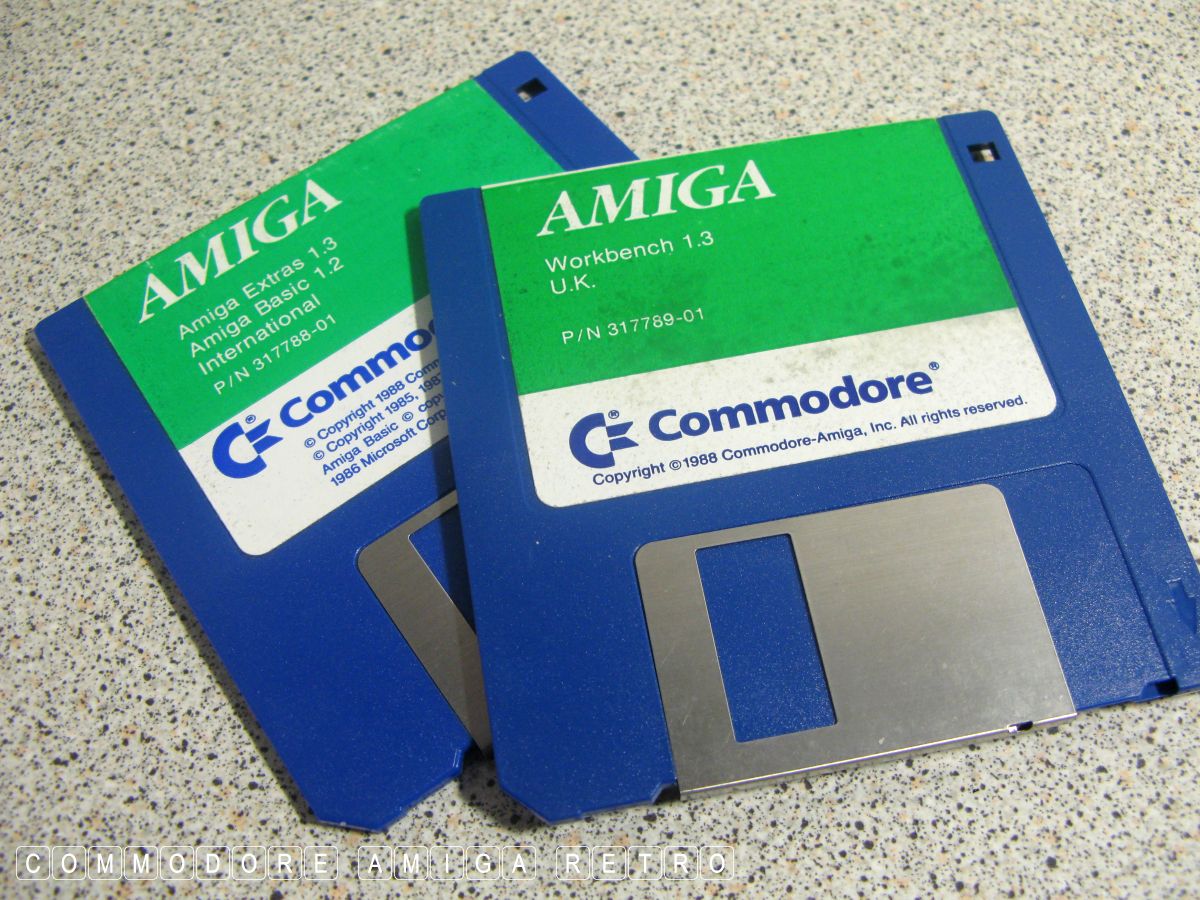 AMIGA
Amiga Extras 1.3
Amiga Basic 1.2
International
P/N 317788-01
® Commo
© Copyright 1988 Comm
© Copyright 1985, 198
Amiga Basic © copy
1986 Microsoft Corp
AMIGA
Workbench 1.3
U.K.
P/N 317789-01
® Commodore®
Copyright ©1988 Commodore-Amiga, Inc. All rights reserved.
COMMODORE AMIGA RETRO